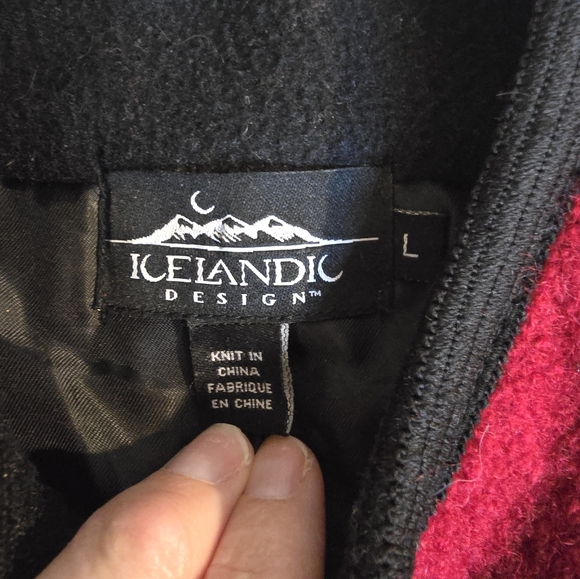 ICELANDIC
DESIGN™
L
KNIT IN
CHINA
FABRIQUE
EN CHINE